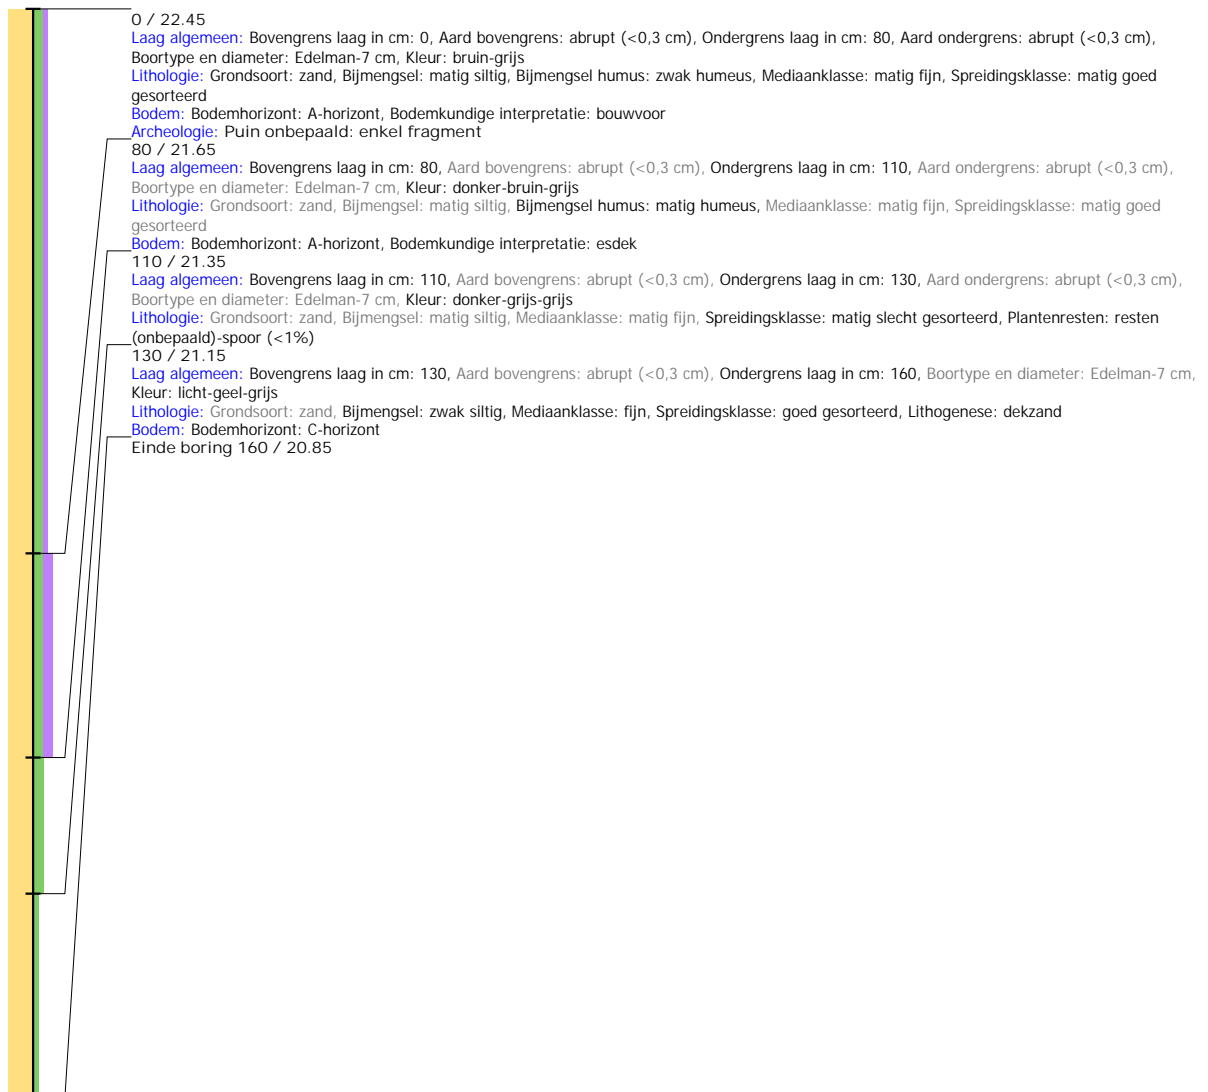 0 / 22.45
Laag algemeen: Bovengrens laag in cm: 0, Aard bovengrens: abrupt (<0,3 cm), Ondergrens laag in cm: 80, Aard ondergrens: abrupt (<0,3 cm),
Boortype en diameter: Edelman-7 cm, Kleur: bruin-grijs
Lithologie: Grondsoort: zand, Bijmengsel: matig siltig, Bijmengsel humus: zwak humeus, Mediaanklasse: matig fijn, Spreidingsklasse: matig goed
gesorteerd
Bodem: Bodemhorizont: A-horizont, Bodemkundige interpretatie: bouwvoor
Archeologie: Puin onbepaald: enkel fragment
80 / 21.65
Laag algemeen: Bovengrens laag in cm: 80, Aard bovengrens: abrupt (<0,3 cm), Ondergrens laag in cm: 110, Aard ondergrens: abrupt (<0,3 cm),
Boortype en diameter: Edelman-7 cm, Kleur: donker-bruin-grijs
Lithologie: Grondsoort: zand, Bijmengsel: matig siltig, Bijmengsel humus: matig humeus, Mediaanklasse: matig fijn, Spreidingsklasse: matig goed
gesorteerd
Bodem: Bodemhorizont: A-horizont, Bodemkundige interpretatie: esdek
110 / 21.35
Laag algemeen: Bovengrens laag in cm: 110, Aard bovengrens: abrupt (<0,3 cm), Ondergrens laag in cm: 130, Aard ondergrens: abrupt (<0,3 cm),
Boortype en diameter: Edelman-7 cm, Kleur: donker-grijs-grijs
Lithologie: Grondsoort: zand, Bijmengsel: matig siltig, Mediaanklasse: matig fijn, Spreidingsklasse: matig slecht gesorteerd, Plantenresten: resten
(onbepaald)-spoor (<1%)
130 / 21.15
Laag algemeen: Bovengrens laag in cm: 130, Aard bovengrens: abrupt (<0,3 cm), Ondergrens laag in cm: 160, Boortype en diameter: Edelman-7 cm,
Kleur: licht-geel-grijs
Lithologie: Grondsoort: zand, Bijmengsel: zwak siltig, Mediaanklasse: fijn, Spreidingsklasse: goed gesorteerd, Lithogenese: dekzand
Bodem: Bodemhorizont: C-horizont
Einde boring 160 / 20.85